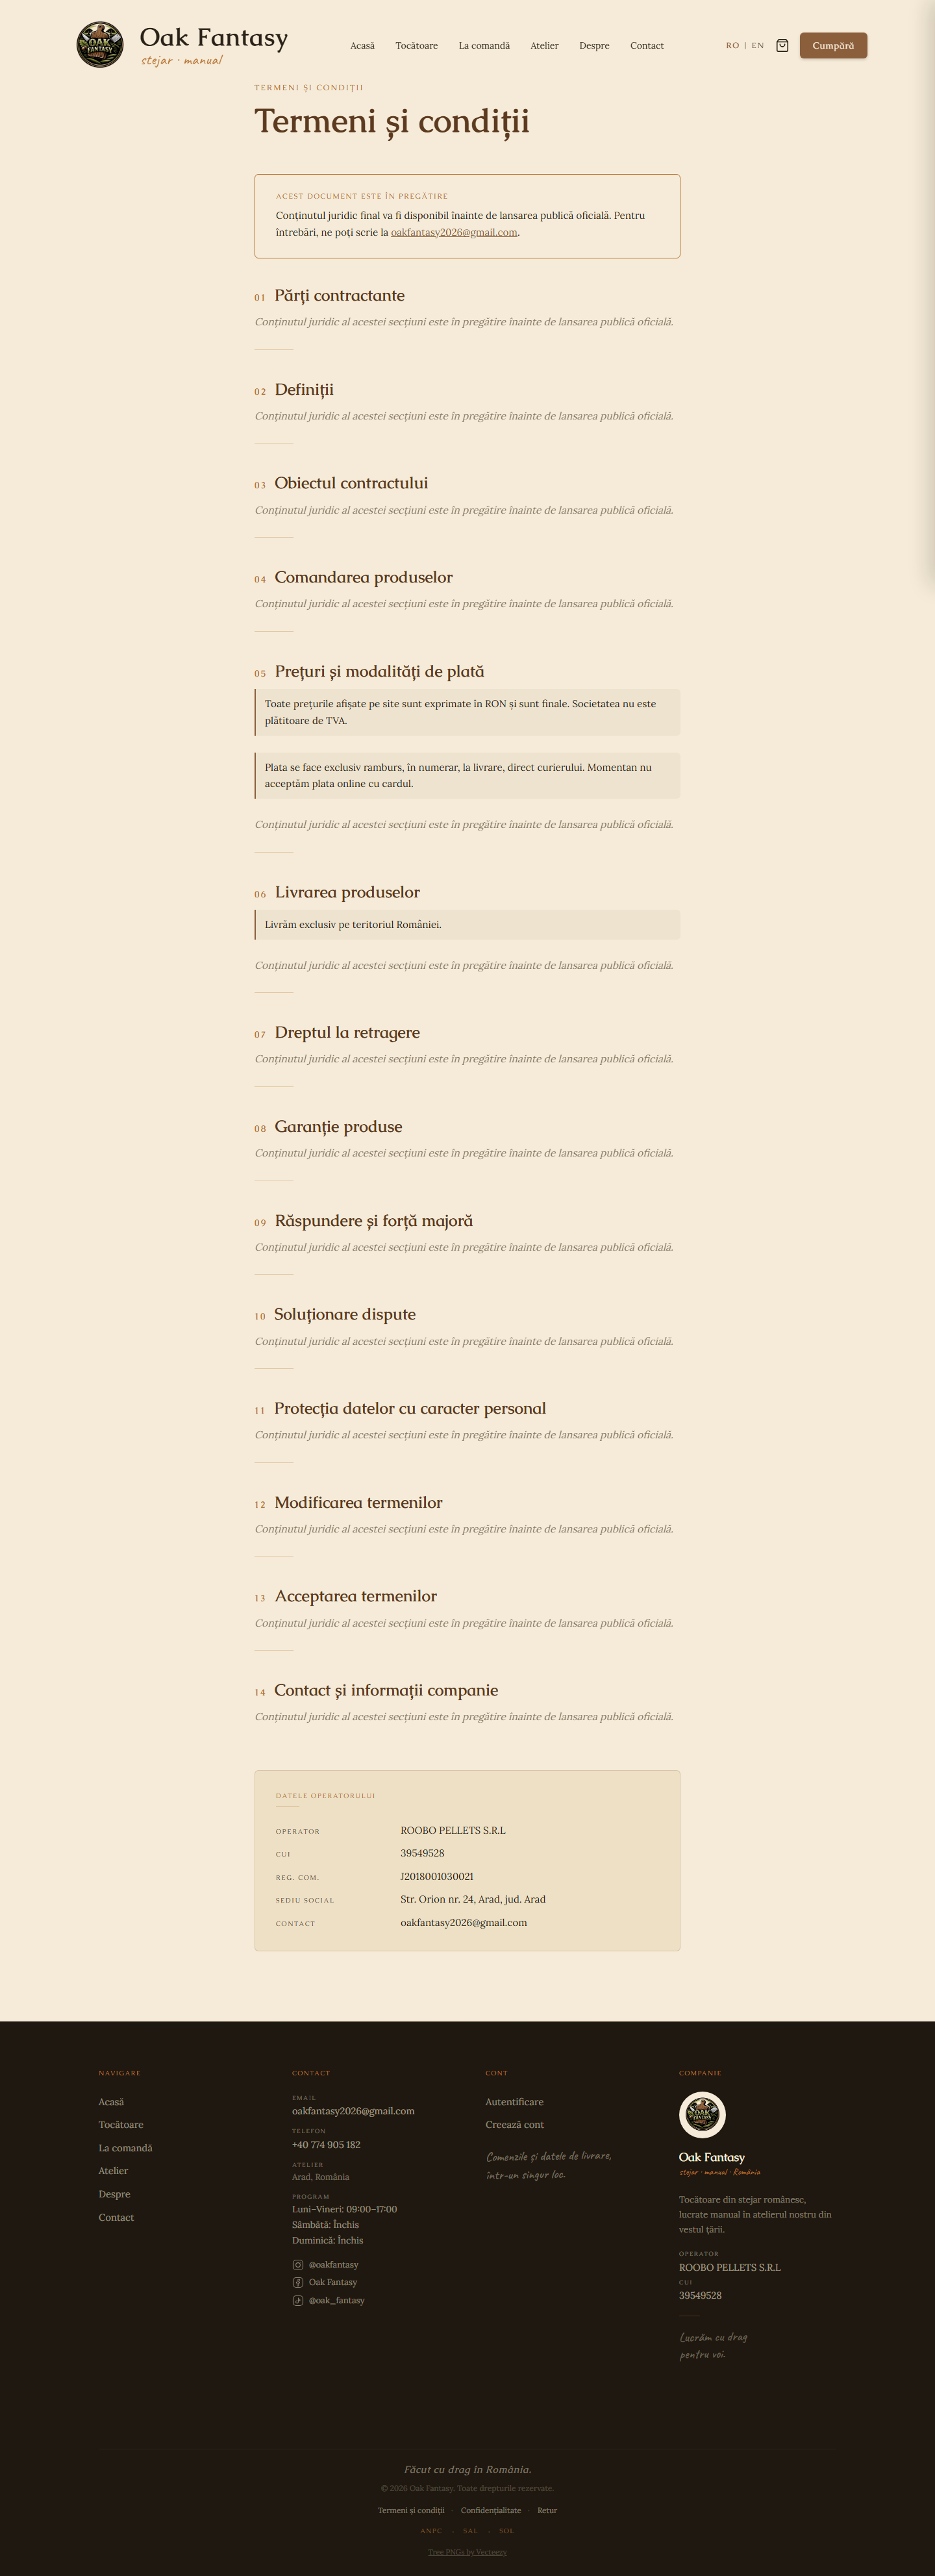 OAK
FANTASY
Oak Fantasy
stejar · manual
Acasă
Tocătoare
La comandă
Atelier
Despre
Contact
RO | EN
Cumpără
TERMENI ȘI CONDIȚII
Termeni și condiții
ACEST DOCUMENT ESTE ÎN PREGĂTIRE
Conținutul juridic final va fi disponibil înainte de lansarea publică oficială. Pentru
întrebări, ne poți scrie la oakfantasy2026@gmail.com.
01 Părți contractante
Conținutul juridic al acestei secțiuni este în pregătire înainte de lansarea publică oficială.
02 Definiții
Conținutul juridic al acestei secțiuni este în pregătire înainte de lansarea publică oficială.
03 Obiectul contractului
Conținutul juridic al acestei secțiuni este în pregătire înainte de lansarea publică oficială.
04 Comandarea produselor
Conținutul juridic al acestei secțiuni este în pregătire înainte de lansarea publică oficială.
05 Prețuri și modalități de plată
Toate prețurile afișate pe site sunt exprimate în RON și sunt finale. Societatea nu este
plătitoare de TVA.
Plata se face exclusiv ramburs, în numerar, la livrare, direct curierului. Momentan nu
acceptăm plata online cu cardul.
Conținutul juridic al acestei secțiuni este în pregătire înainte de lansarea publică oficială.
06 Livrarea produselor
Livrăm exclusiv pe teritoriul României.
Conținutul juridic al acestei secțiuni este în pregătire înainte de lansarea publică oficială.
07 Dreptul la retragere
Conținutul juridic al acestei secțiuni este în pregătire înainte de lansarea publică oficială.
08 Garanție produse
Conținutul juridic al acestei secțiuni este în pregătire înainte de lansarea publică oficială.
09 Răspundere și forță majoră
Conținutul juridic al acestei secțiuni este în pregătire înainte de lansarea publică oficială.
10 Soluționare dispute
Conținutul juridic al acestei secțiuni este în pregătire înainte de lansarea publică oficială.
11 Protecția datelor cu caracter personal
Conținutul juridic al acestei secțiuni este în pregătire înainte de lansarea publică oficială.
12 Modificarea termenilor
Conținutul juridic al acestei secțiuni este în pregătire înainte de lansarea publică oficială.
13 Acceptarea termenilor
Conținutul juridic al acestei secțiuni este în pregătire înainte de lansarea publică oficială.
14 Contact și informații companie
Conținutul juridic al acestei secțiuni este în pregătire înainte de lansarea publică oficială.
DATELE OPERATORULUI
OPERATOR ROOBO PELLETS S.R.L
CUI 39549528
REG. COM. J2018001030021
SEDIU SOCIAL Str. Orion nr. 24, Arad, jud. Arad
CONTACT oakfantasy2026@gmail.com
NAVIGARE
Acasă
Tocătoare
La comandă
Atelier
Despre
Contact
CONTACT
EMAIL
oakfantasy2026@gmail.com
TELEFON
+40 774 905 182
ATELIER
Arad, România
PROGRAM
Luni–Vineri: 09:00–17:00
Sâmbătă: Închis
Duminică: Închis
@oakfantasy
Oak Fantasy
@oak_fantasy
CONT
Autentificare
Creează cont
Comenzile și datele de livrare,
într-un singur loc.
COMPANIE
OAK
FANTASY
Oak Fantasy
stejar · manual · România
Tocătoare din stejar românesc,
lucrate manual în atelierul nostru din
vestul țării.
OPERATOR
ROOBO PELLETS S.R.L
CUI
39549528
Lucrăm cu drag
pentru voi.
Făcut cu drag în România.
© 2026 Oak Fantasy. Toate drepturile rezervate.
Termeni și condiții · Confidențialitate · Retur
ANPC · SAL · SOL
Tree PNGs by Vecteezy